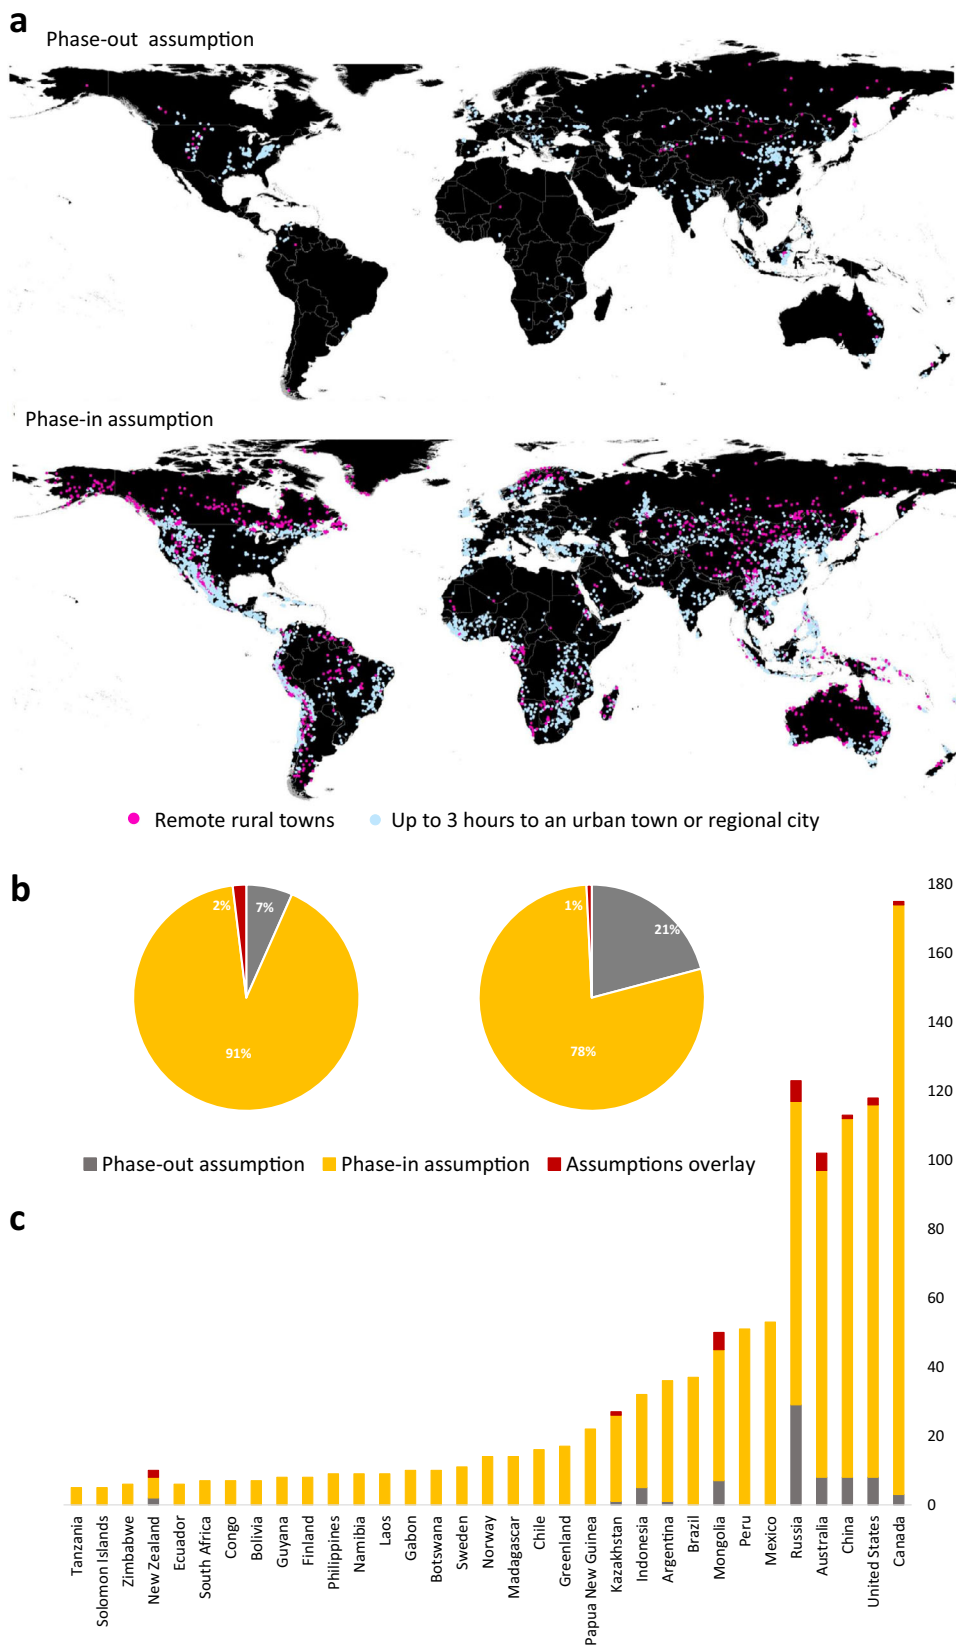 a
Phase-out assumption
Phase-in assumption
Remote rural towns
Up to 3 hours to an urban town or regional city
b
2%
7%
91%
1%
21%
78%
Phase-out assumption
Phase-in assumption
Assumptions overlay
c
180
160
140
120
100
80
60
40
20
0
Tanzania
Solomon Islands
Zimbabwe
New Zealand
Ecuador
South Africa
Congo
Bolivia
Guyana
Finland
Philippines
Namibia
Laos
Gabon
Botswana
Sweden
Norway
Madagascar
Chile
Greenland
Papua New Guinea
Kazakhstan
Indonesia
Argentina
Brazil
Mongolia
Peru
Mexico
Russia
Australia
China
United States
Canada